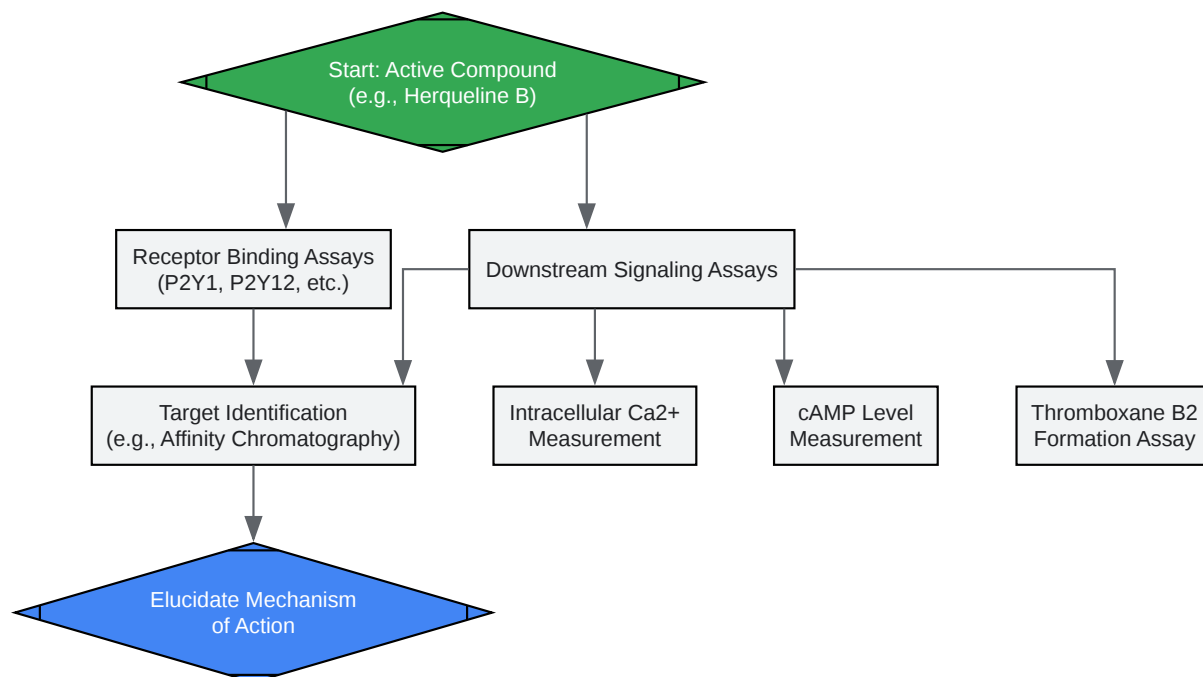 Start: Active Compound
(e.g., Herqueline B)
Receptor Binding Assays
(P2Y1, P2Y12, etc.)
Downstream Signaling Assays
Target Identification
(e.g., Affinity Chromatography)
Intracellular Ca2+
Measurement
cAMP Level
Measurement
Thromboxane B2
Formation Assay
Elucidate Mechanism
of Action